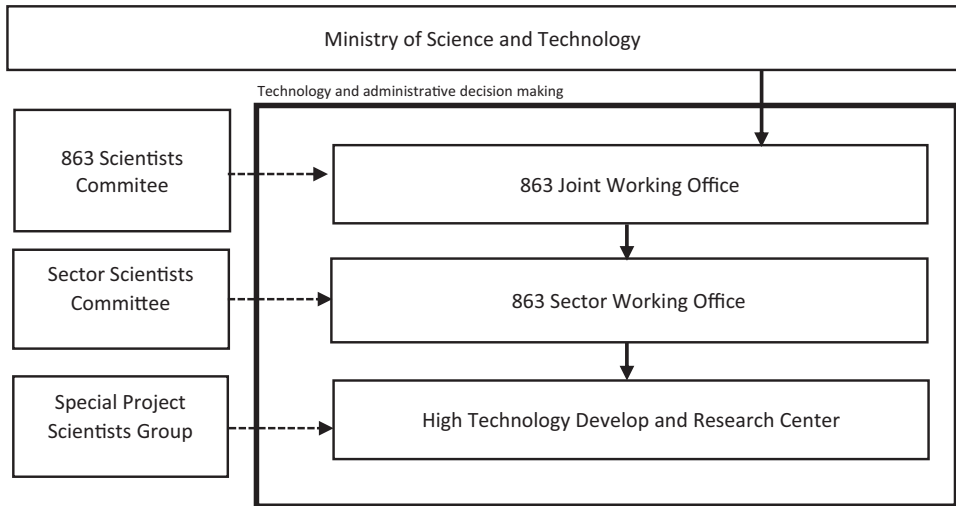 Ministry of Science and Technology
Technology and administrative decision making
863 Scientists
Commitee
863 Joint Working Office
Sector Scientists
Committee
863 Sector Working Office
Special Project
Scientists Group
High Technology Develop and Research Center